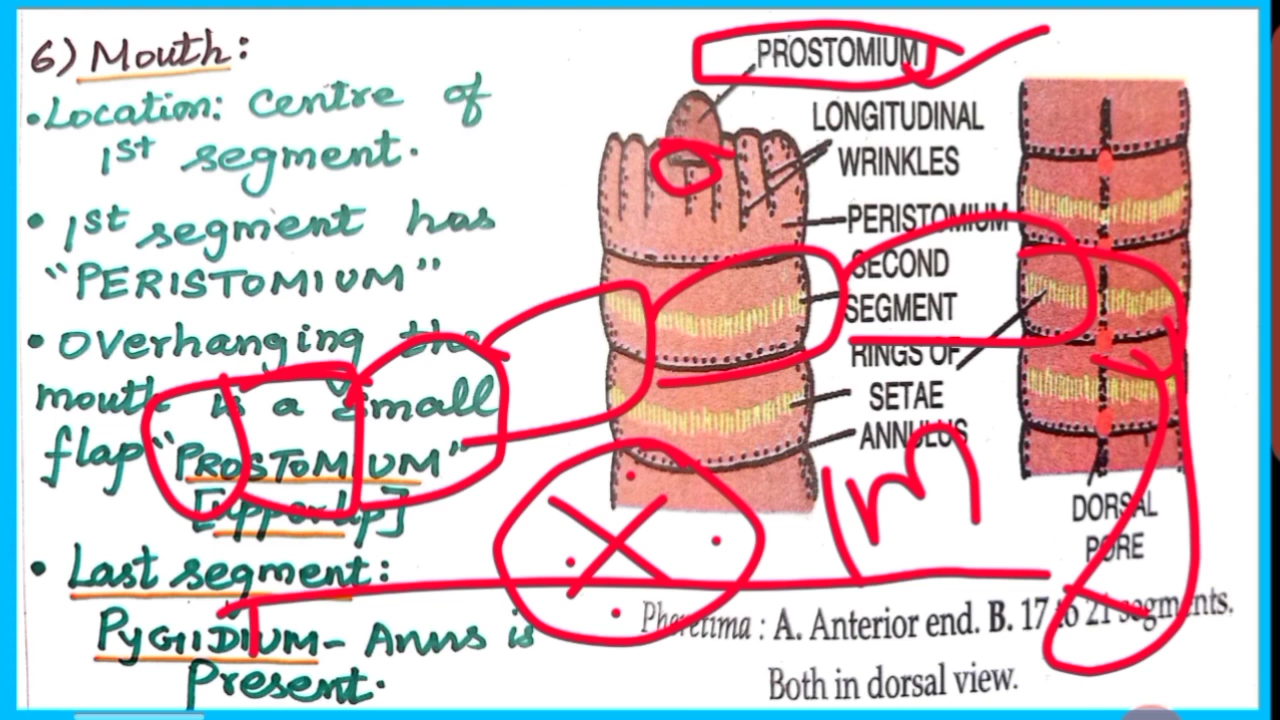 6) Mouth:
•Location: Centre of
1st segment.
• 1st segment has
"PERISTOMIUM"
• Overhanging the
mouth is a small
flap "PROSTOMIUM"
[upper lip]
• Last segment:
PYGIDIUM - Anus is
Present.
PROSTOMIUM
LONGITUDINAL
WRINKLES
PERISTOMIUM
SECOND
SEGMENT
RINGS OF
SETAE
ANNULUS
DORSAL
PORE
Pheretima : A. Anterior end. B. 17 to 21 segments.
Both in dorsal view.